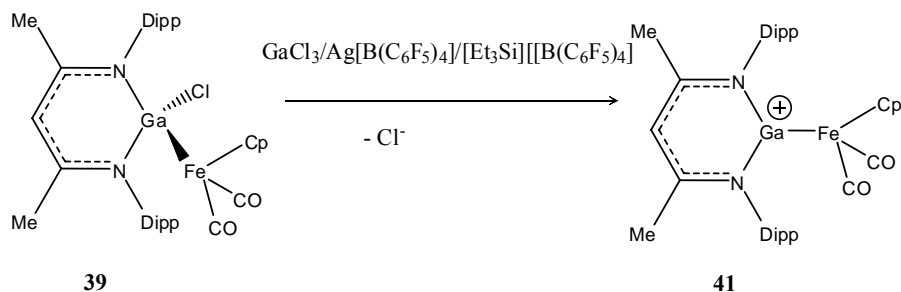 Dipp
Me
N
GaCl3/Ag[B(C6F5)4]/[Et3Si][[B(C6F5)4]
Cl
Ga
- Cl-
Cp
N
Fe
CO
Me
CO
Dipp
39
Me
Dipp
N
+
Cp
Ga
Fe
CO
N
CO
Me
Dipp
41